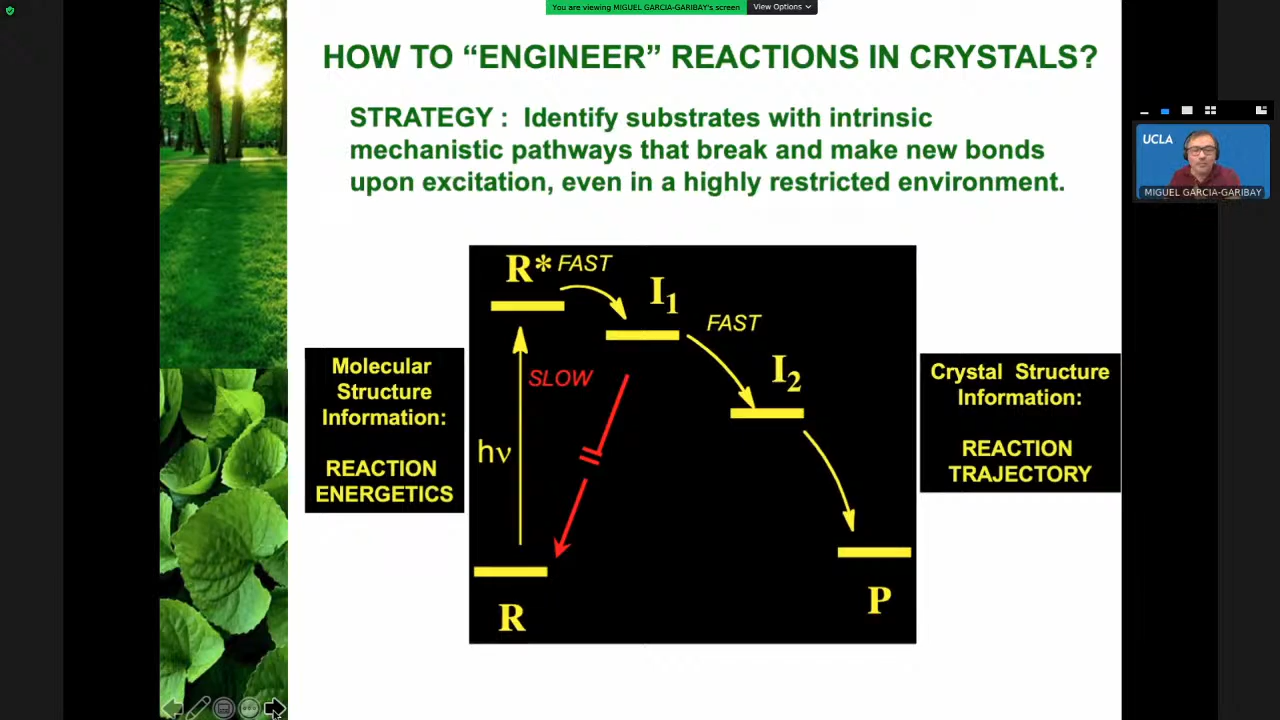 You are viewing MIGUEL GARCIA-GARIBAY's screen
View Options
HOW TO “ENGINEER” REACTIONS IN CRYSTALS?
STRATEGY : Identify substrates with intrinsic
mechanistic pathways that break and make new bonds
upon excitation, even in a highly restricted environment.
UCLA
MIGUEL GARCIA-GARIBAY
R* FAST
I₁
FAST
I₂
SLOW
hν
R
P
Molecular
Structure
Information:
REACTION
ENERGETICS
Crystal Structure
Information:
REACTION
TRAJECTORY